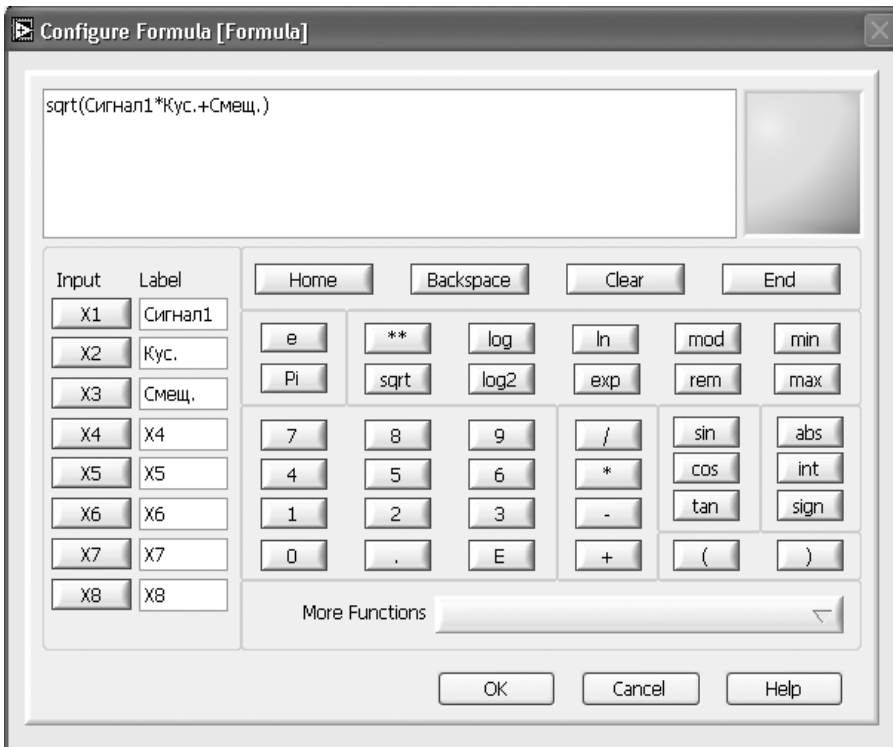 Configure Formula [Formula]
sqrt(Сигнал1*Кус.+Смещ.)
Input Label
X1 Сигнал1
X2 Кус.
X3 Смещ.
X4 X4
X5 X5
X6 X6
X7 X7
X8 X8
Home Backspace Clear End
e ** log ln mod min
Pi sqrt log2 exp rem max
7 8 9 / sin abs
4 5 6 * cos int
1 2 3 - tan sign
0 . E + ( )
More Functions
OK Cancel Help